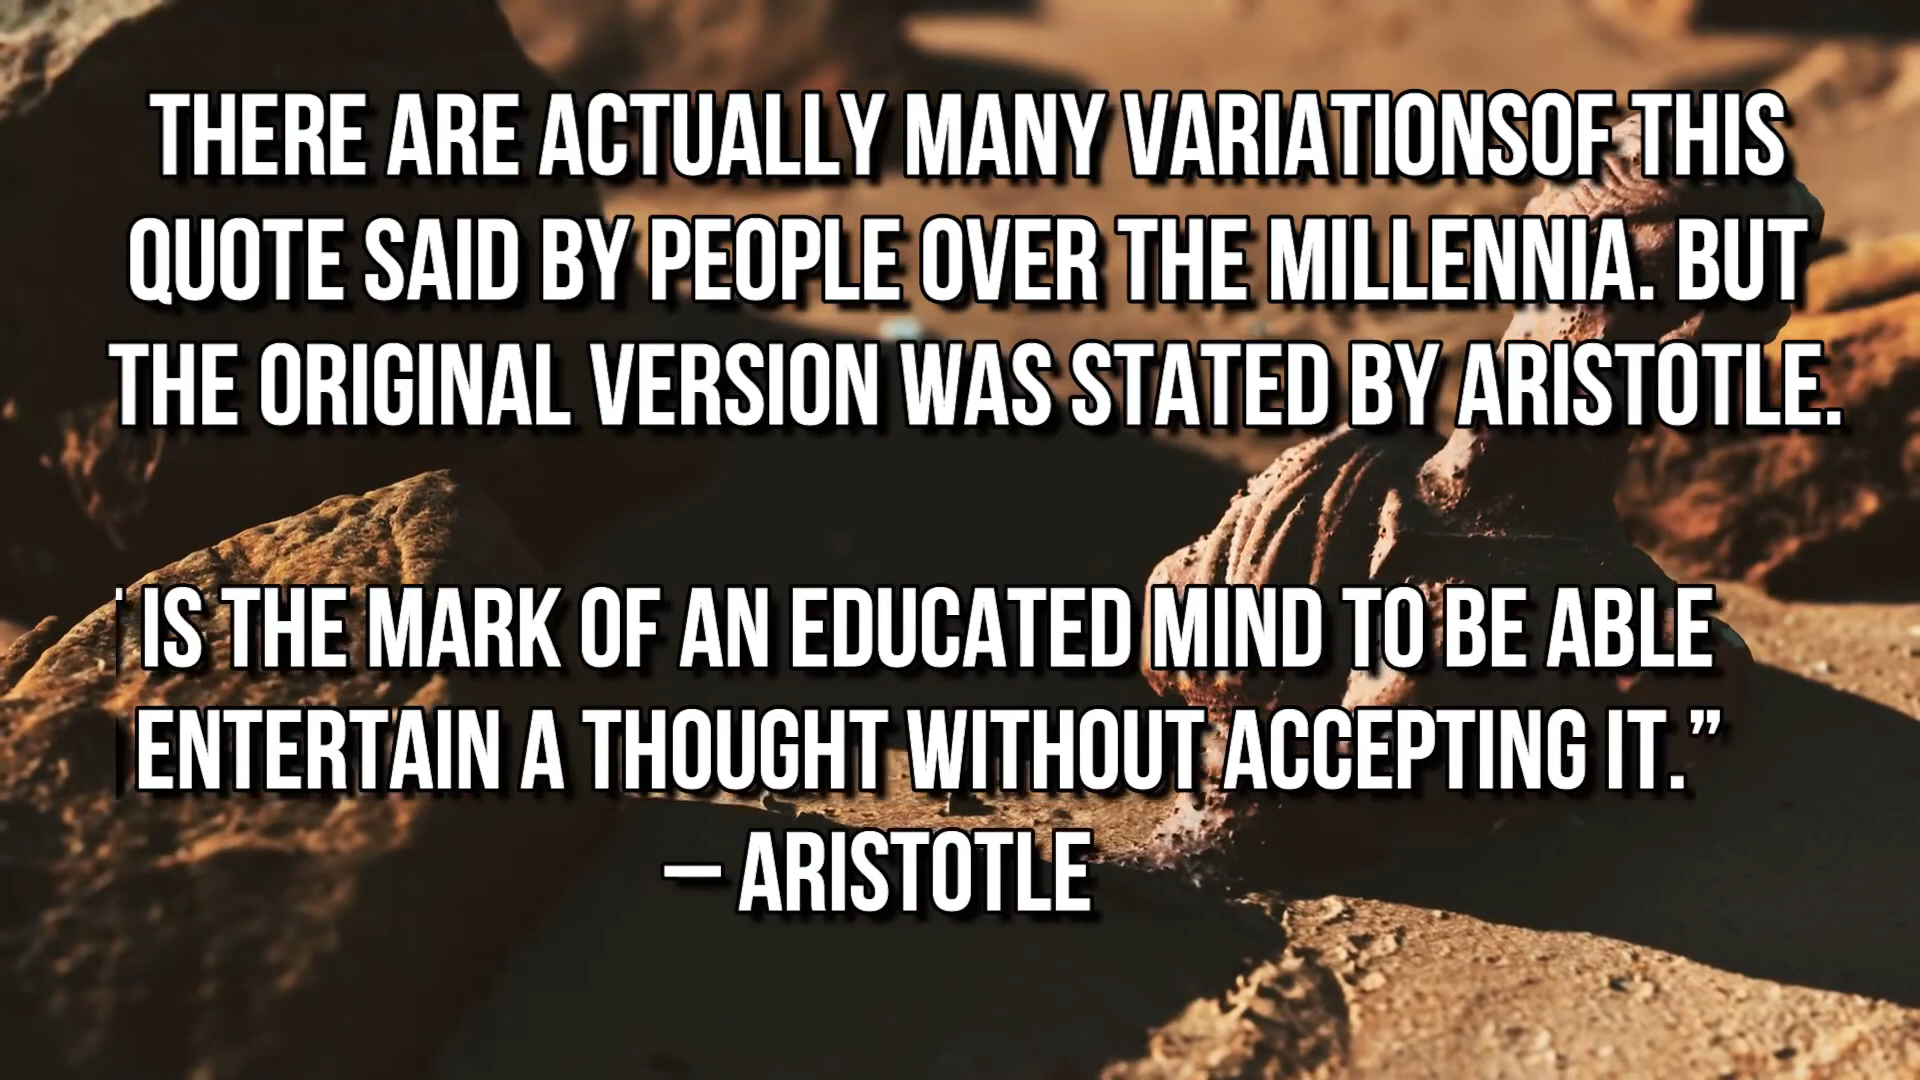 THERE ARE ACTUALLY MANY VARIATIONSOF THIS
QUOTE SAID BY PEOPLE OVER THE MILLENNIA. BUT
THE ORIGINAL VERSION WAS STATED BY ARISTOTLE.
IS THE MARK OF AN EDUCATED MIND TO BE ABLE
ENTERTAIN A THOUGHT WITHOUT ACCEPTING IT.”
– ARISTOTLE